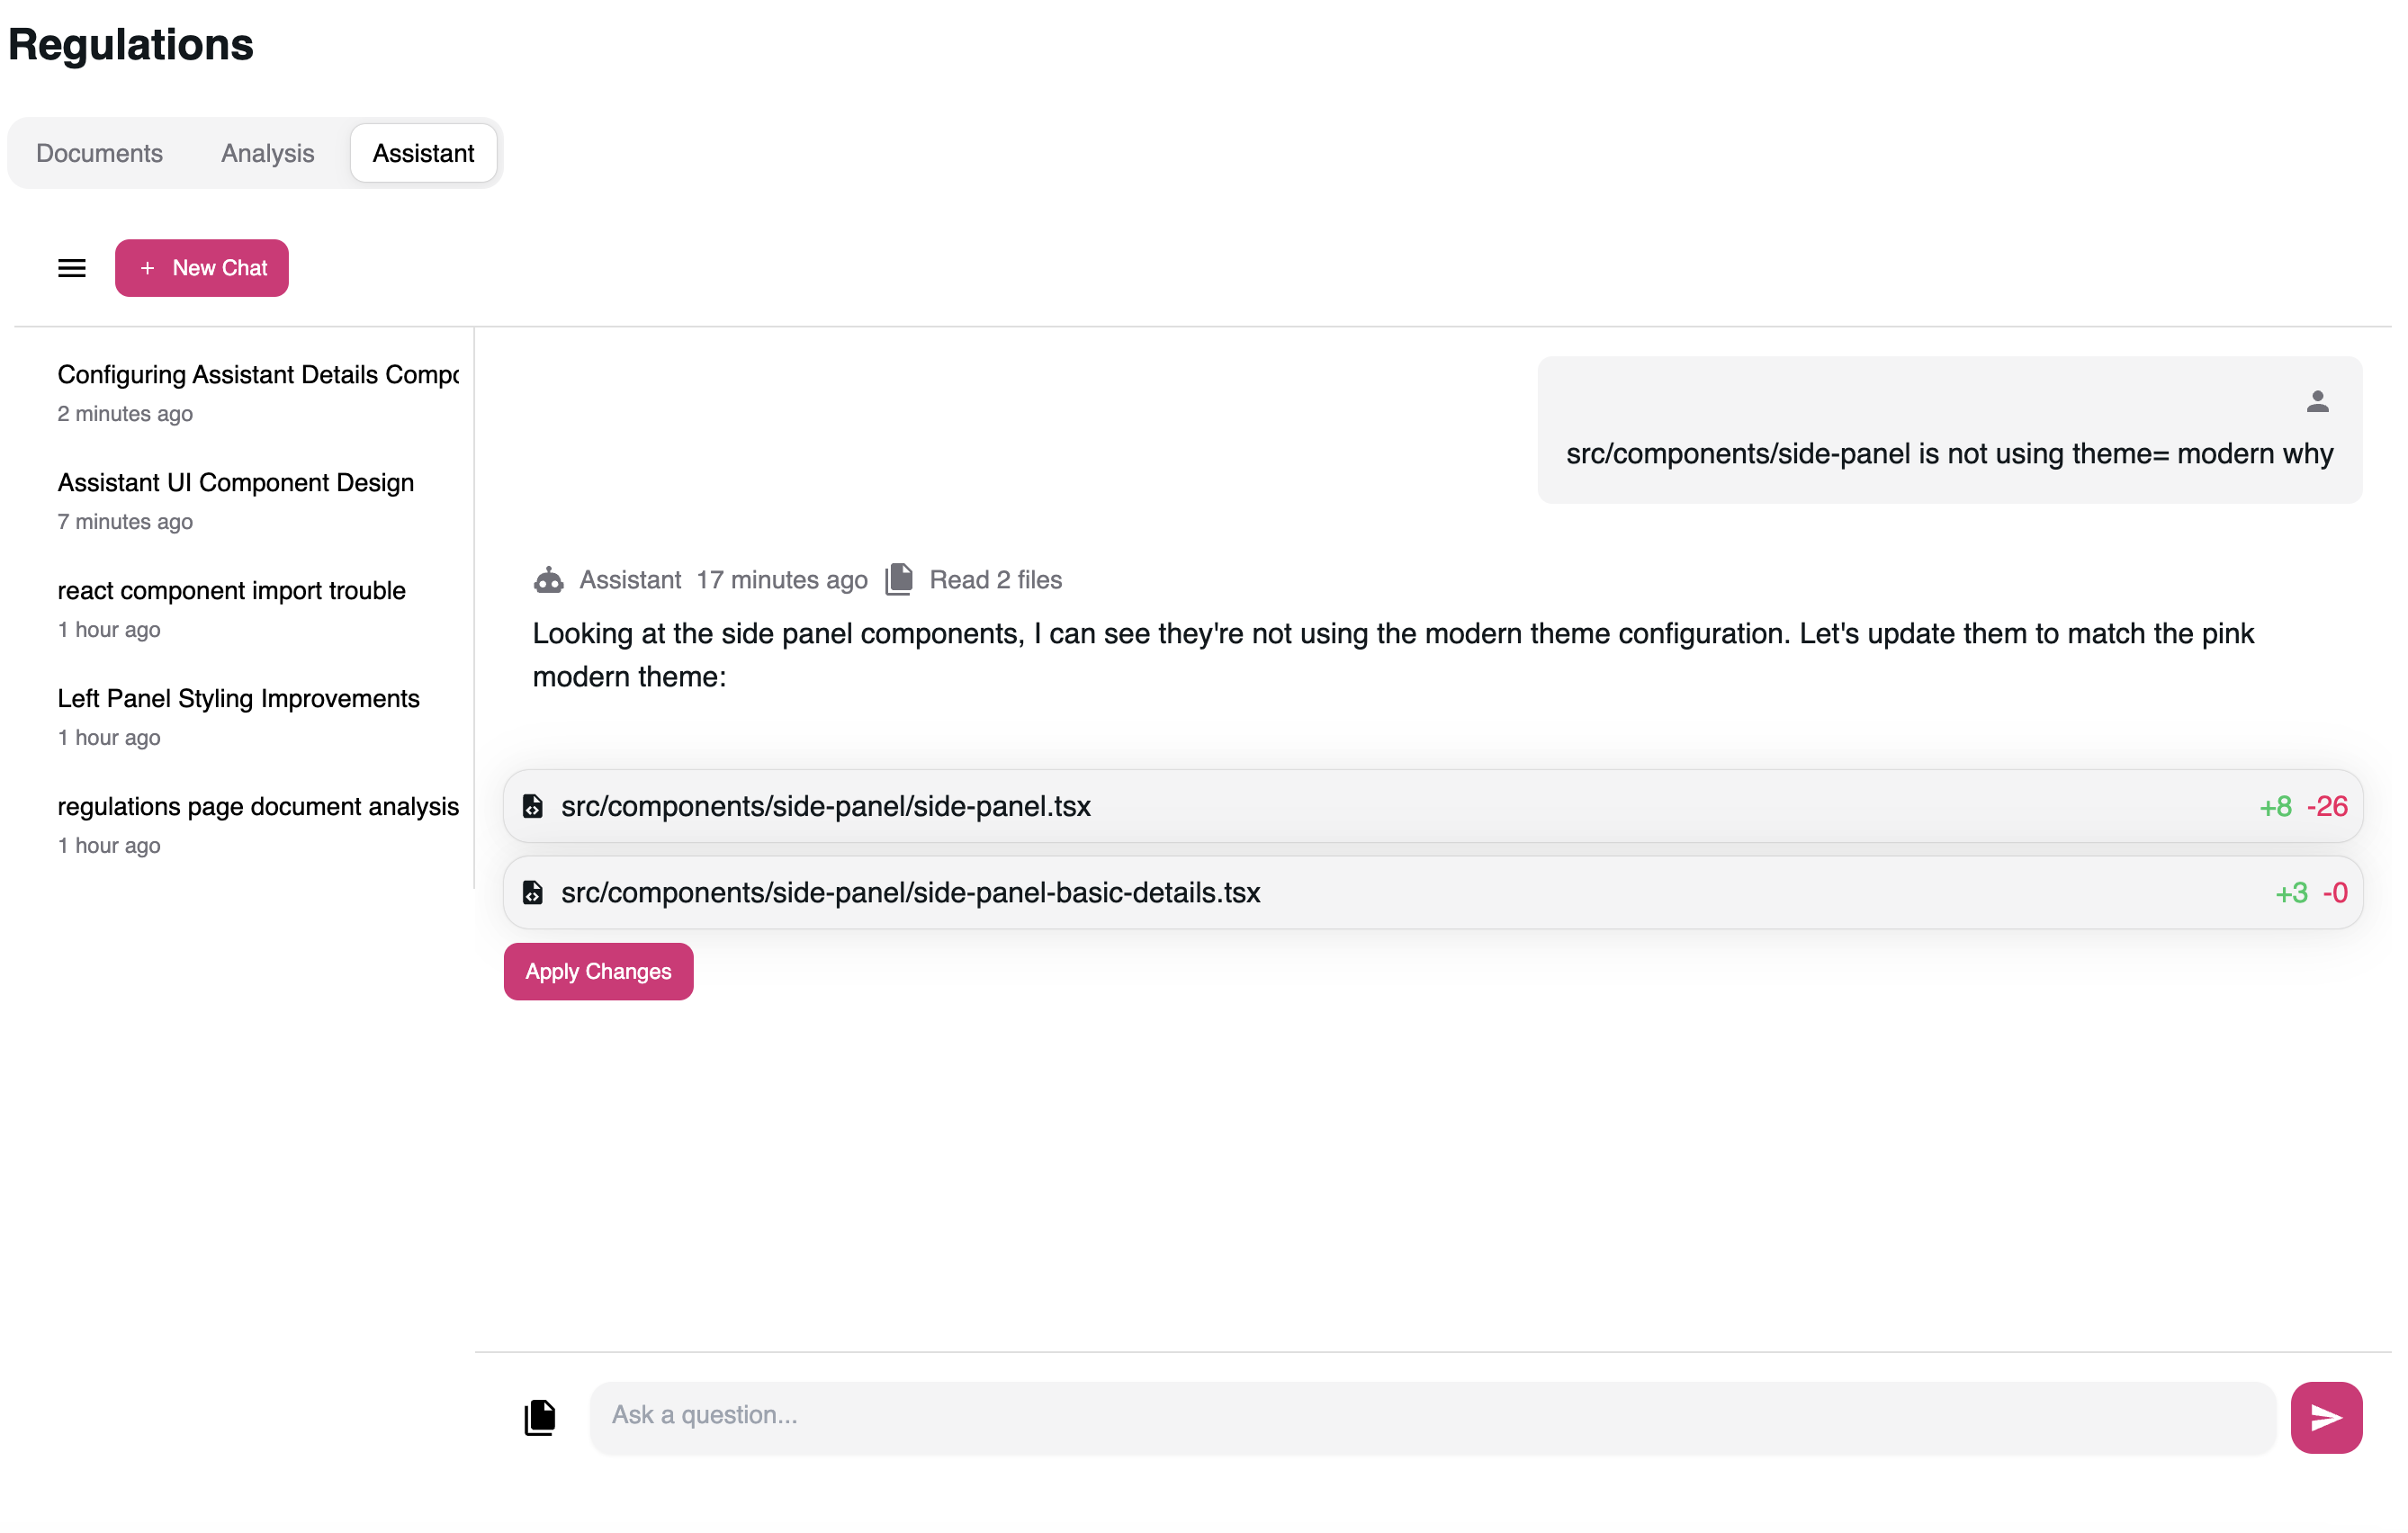 Regulations
Documents Analysis Assistant
+ New Chat
Configuring Assistant Details Compo
2 minutes ago
Assistant UI Component Design
7 minutes ago
react component import trouble
1 hour ago
Left Panel Styling Improvements
1 hour ago
regulations page document analysis
1 hour ago
src/components/side-panel is not using theme= modern why
Assistant 17 minutes ago Read 2 files
Looking at the side panel components, I can see they're not using the modern theme configuration. Let's update them to match the pink
modern theme:
src/components/side-panel/side-panel.tsx +8 -26
src/components/side-panel/side-panel-basic-details.tsx +3 -0
Apply Changes
Ask a question...